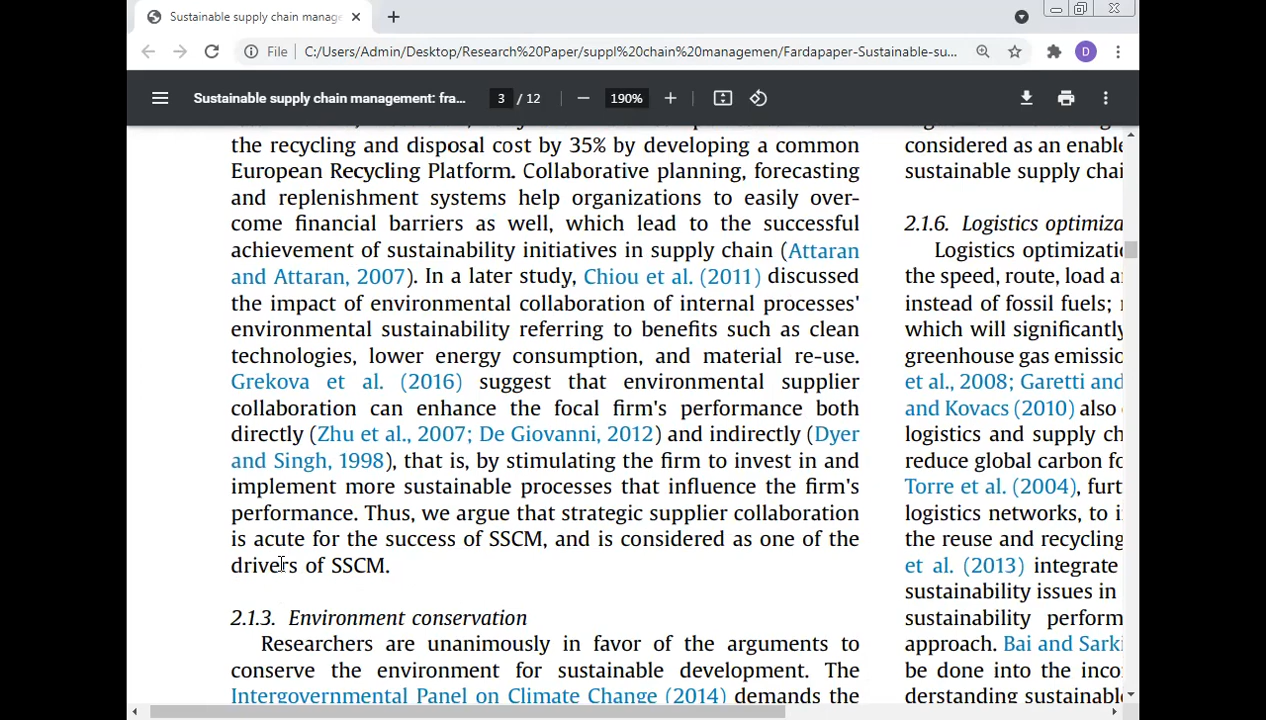 Sustainable supply chain manage
File C:/Users/Admin/Desktop/Research%20Paper/suppl%20chain%20managemen/Fardapaper-Sustainable-su...
D
Sustainable supply chain management: fra...
3 / 12
190%
the recycling and disposal cost by 35% by developing a common
European Recycling Platform. Collaborative planning, forecasting
and replenishment systems help organizations to easily over-
come financial barriers as well, which lead to the successful
achievement of sustainability initiatives in supply chain (Attaran
and Attaran, 2007). In a later study, Chiou et al. (2011) discussed
the impact of environmental collaboration of internal processes'
environmental sustainability referring to benefits such as clean
technologies, lower energy consumption, and material re-use.
Grekova et al. (2016) suggest that environmental supplier
collaboration can enhance the focal firm's performance both
directly (Zhu et al., 2007; De Giovanni, 2012) and indirectly (Dyer
and Singh, 1998), that is, by stimulating the firm to invest in and
implement more sustainable processes that influence the firm's
performance. Thus, we argue that strategic supplier collaboration
is acute for the success of SSCM, and is considered as one of the
drivers of SSCM.
2.1.3. Environment conservation
Researchers are unanimously in favor of the arguments to
conserve the environment for sustainable development. The
Intergovernmental Panel on Climate Change (2014) demands the
considered as an enable
sustainable supply chai
2.1.6. Logistics optimiza
Logistics optimizatio
the speed, route, load a
instead of fossil fuels;
which will significantly
greenhouse gas emissio
et al., 2008; Garetti and
and Kovacs (2010) also
logistics and supply ch
reduce global carbon fo
Torre et al. (2004), furt
logistics networks, to i
the reuse and recycling
et al. (2013) integrate
sustainability issues in
sustainability perform
approach. Bai and Sarki
be done into the inco
derstanding sustainable